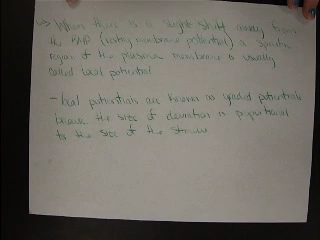 -> When there is a slight shift away from
the RMP (resting membrane potential) a specific
region of the plasma membrane is usually
called local potential.
- local potentials are known as graded potentials
because the size of deviation is proportional
to the size of the stimulus